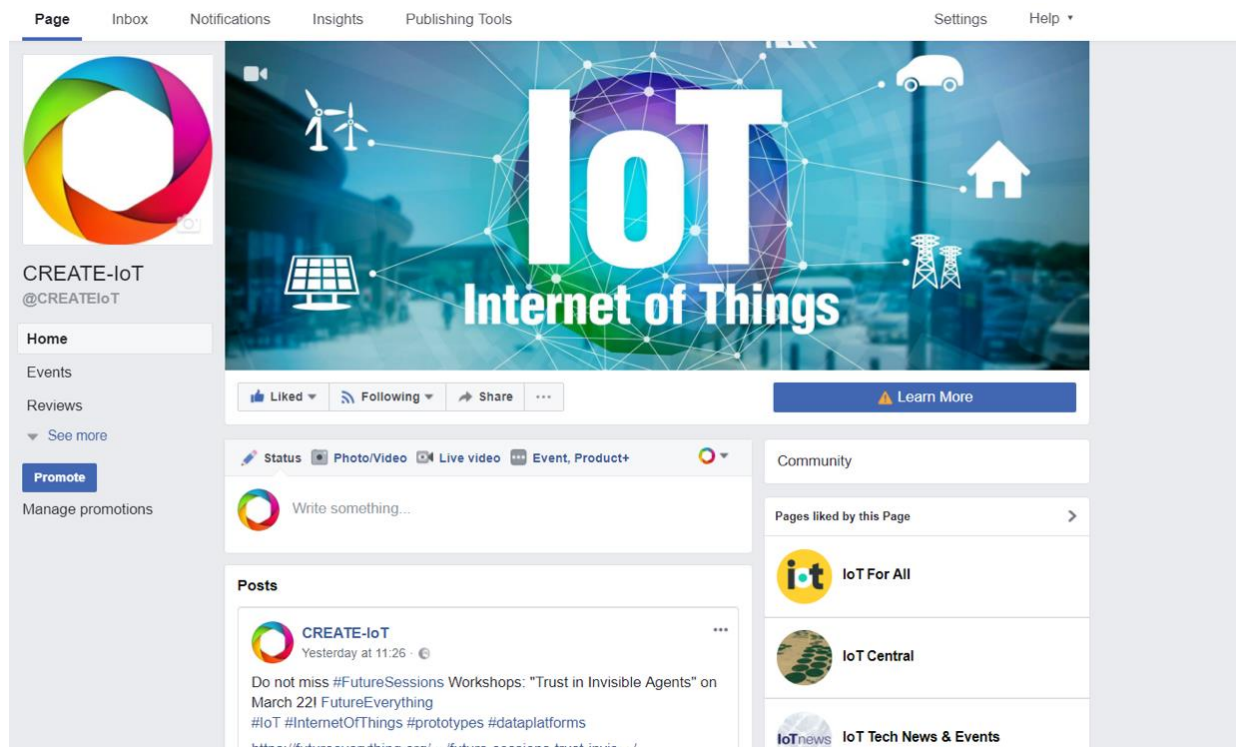 Page Inbox Notifications Insights Publishing Tools Settings Help
IoT
Internet of Things
CREATE-IoT
@CREATEIoT
Home
Events
Reviews
See more
Promote
Manage promotions
Liked Following Share ...
Learn More
Status Photo/Video Live video Event, Product+
Write something...
Posts
CREATE-IoT
Yesterday at 11:26 ·
Do not miss #FutureSessions Workshops: "Trust in Invisible Agents" on
March 22! FutureEverything
#IoT #InternetOfThings #prototypes #dataplatforms
Community
Pages liked by this Page
iot
IoT For All
IoT Central
IoTnews
IoT Tech News & Events